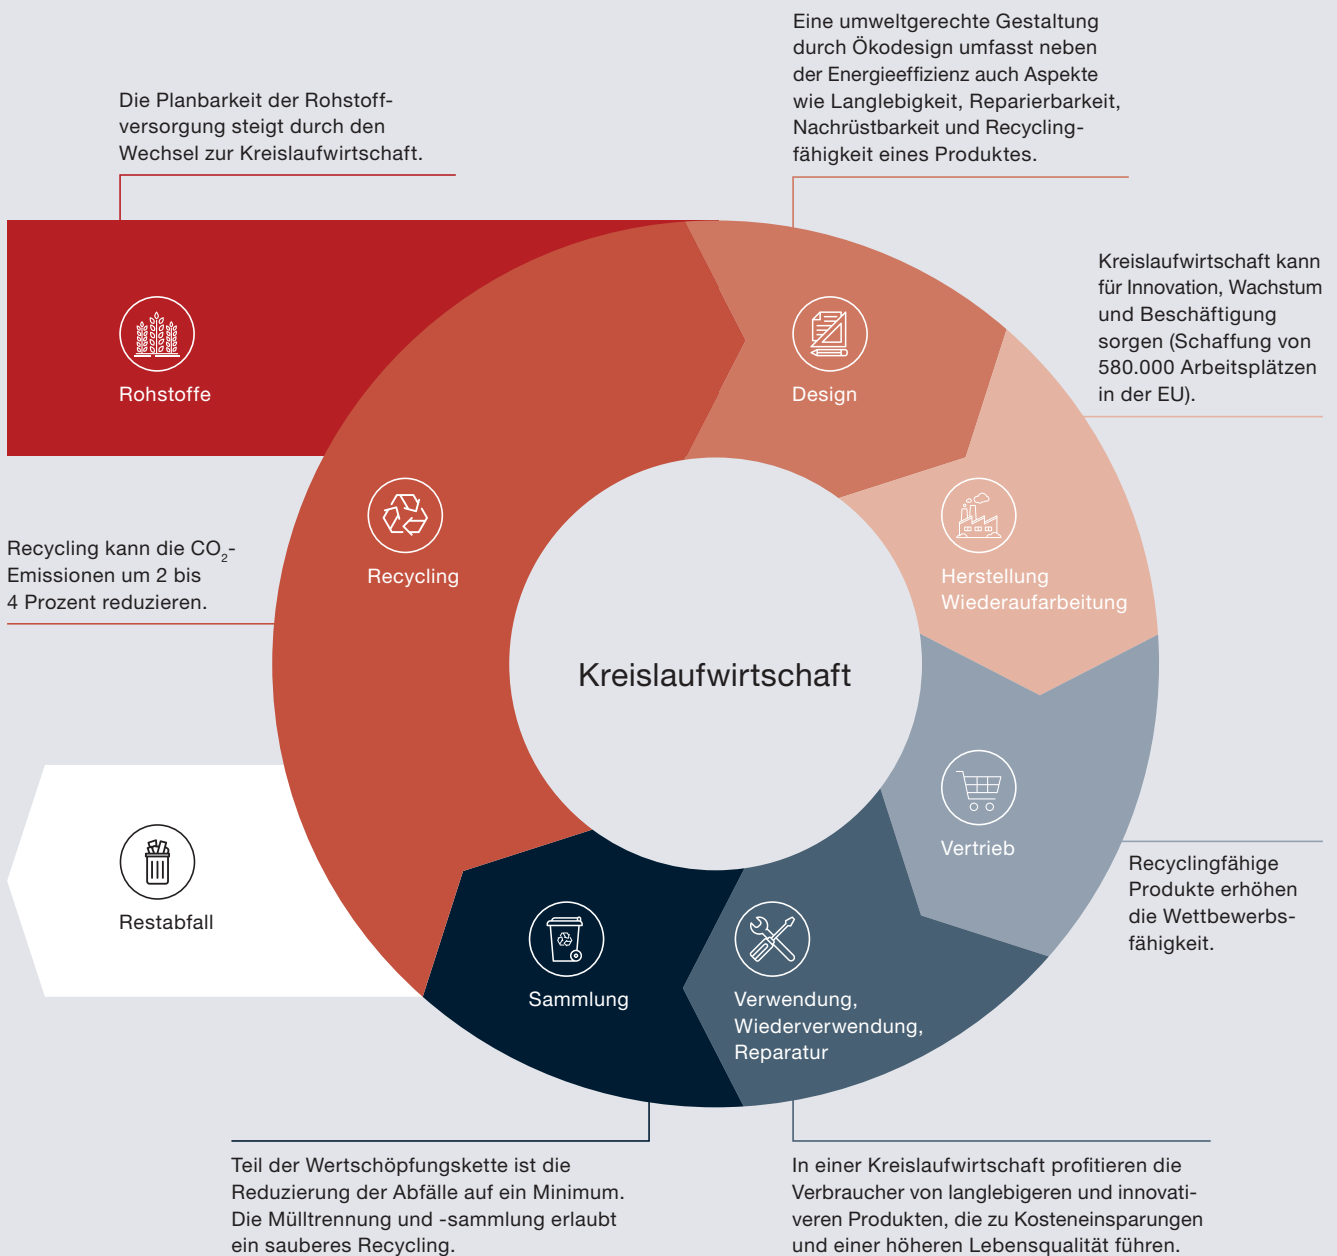 Eine umweltgerechte Gestaltung
durch Ökodesign umfasst neben
der Energieeffizienz auch Aspekte
wie Langlebigkeit, Reparierbarkeit,
Nachrüstbarkeit und Recycling-
fähigkeit eines Produktes.
Die Planbarkeit der Rohstoff-
versorgung steigt durch den
Wechsel zur Kreislaufwirtschaft.
Kreislaufwirtschaft kann
für Innovation, Wachstum
und Beschäftigung
sorgen (Schaffung von
580.000 Arbeitsplätzen
in der EU).
Rohstoffe
Design
Recycling kann die CO₂-
Emissionen um 2 bis
4 Prozent reduzieren.
Recycling
Herstellung
Wiederaufarbeitung
Kreislaufwirtschaft
Vertrieb
Recyclingfähige
Produkte erhöhen
die Wettbewerbs-
fähigkeit.
Restabfall
Sammlung
Verwendung,
Wiederverwendung,
Reparatur
Teil der Wertschöpfungskette ist die
Reduzierung der Abfälle auf ein Minimum.
Die Mülltrennung und -sammlung erlaubt
ein sauberes Recycling.
In einer Kreislaufwirtschaft profitieren die
Verbraucher von langlebigeren und innovati-
veren Produkten, die zu Kosteneinsparungen
und einer höheren Lebensqualität führen.